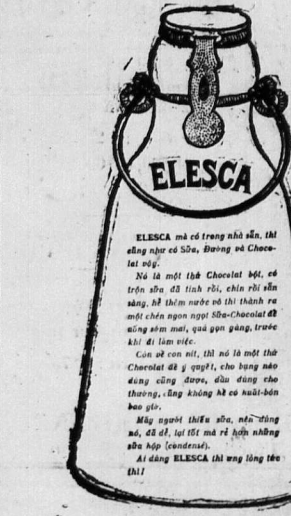 ELESCA
ELESCA mà có trong nhà sẵn, thì
cũng như có Sữa, Đường và Choco-
lat vậy.
Nó là một thứ Chocolat bột, có
trộn sữa đã tinh rồi, chín rồi sẵn
sàng, hễ thêm nước vô thì thành ra
một chén ngon ngọt Sữa-Chocolat để
uống sớm mai, quá gọn gàng, trước
khi đi làm việc.
Còn về con nít, thì nó là một thứ
Chocolat đề ý quyết, cho bụng nào
dùng cũng được, dầu dùng cho
thường, cũng không hề có huất-bón
bao giờ.
Mấy người thiếu sữa, nên dùng
nó, đã dễ, lại tốt mà rẻ hơn những
sữa hộp (condensé).
Ai dùng ELESCA thì ưng lòng tức
thì!